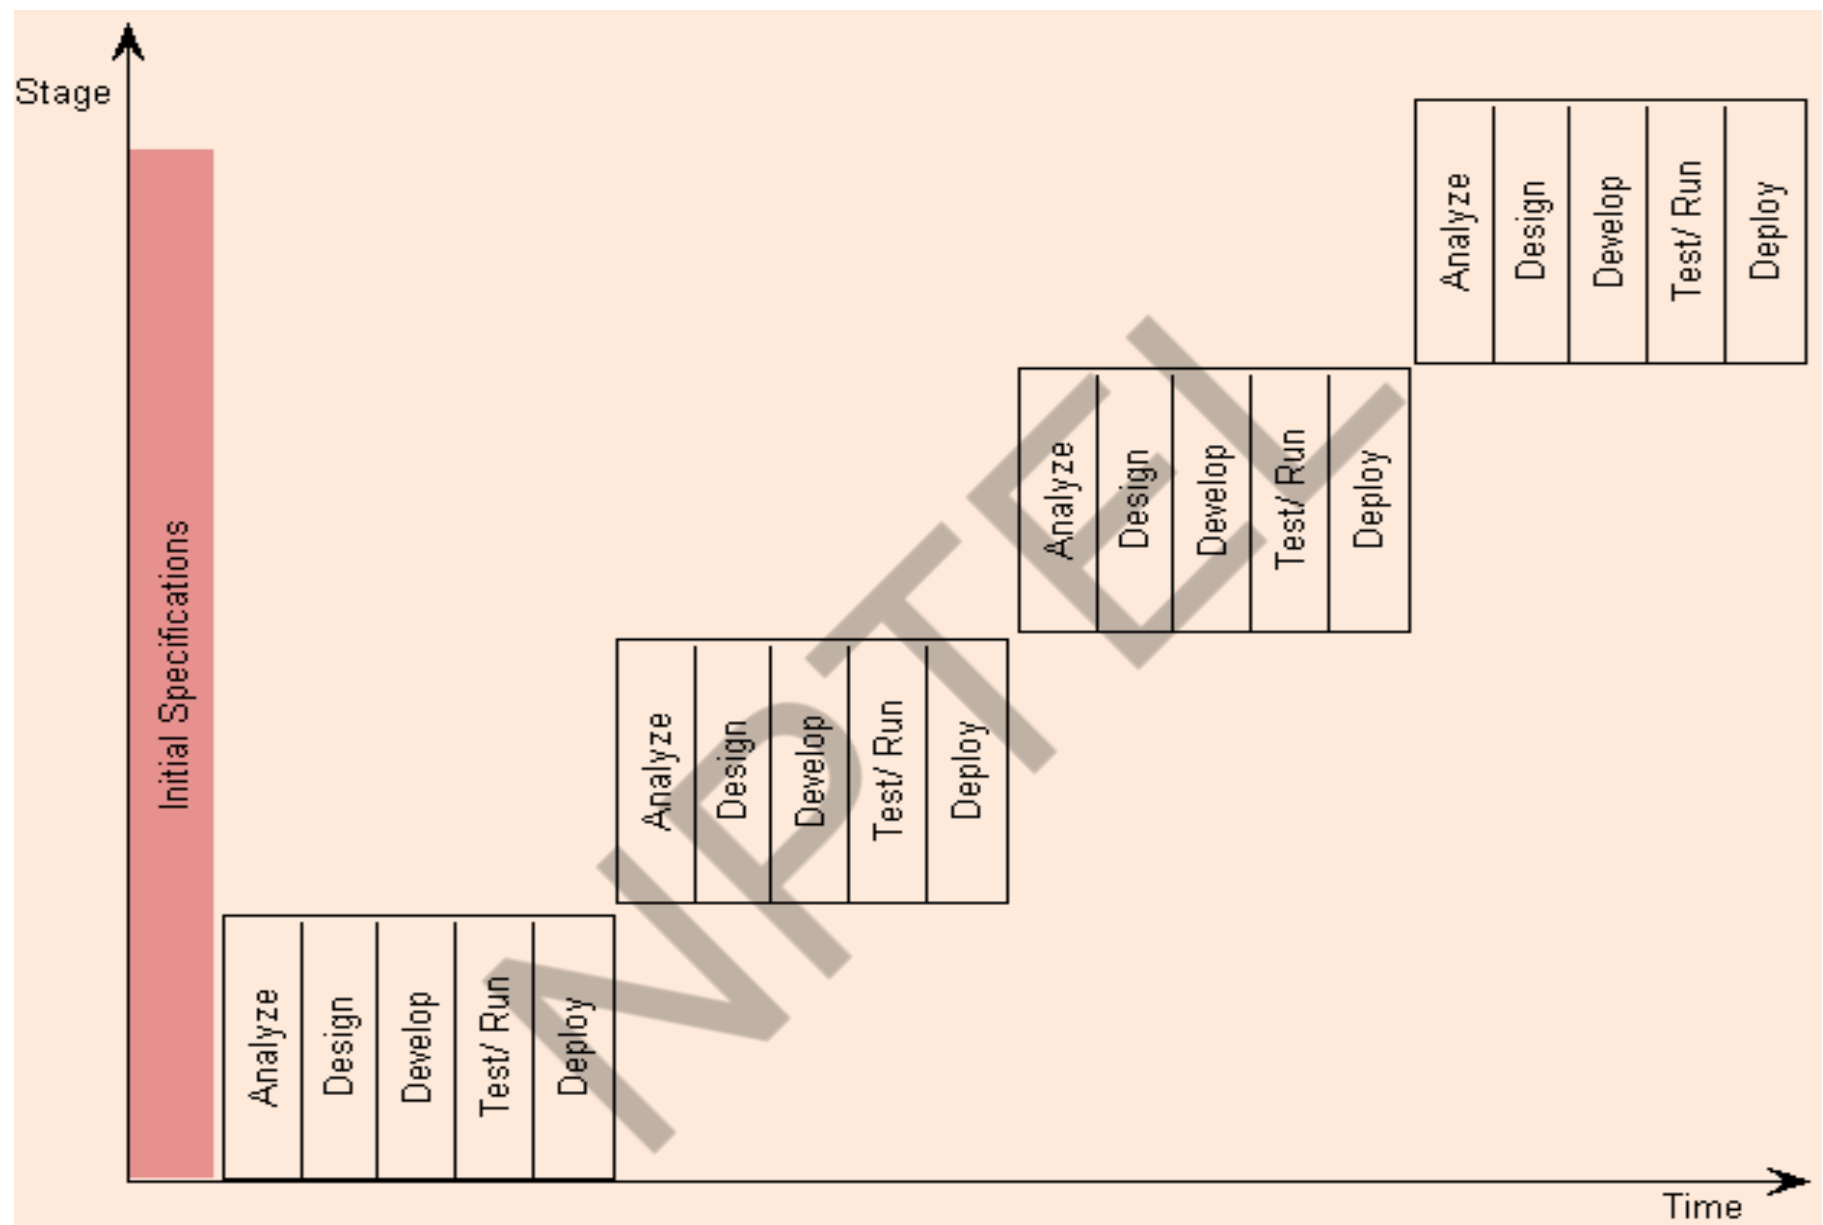 Stage
Initial Specifications
Analyze
Design
Develop
Test/ Run
Deploy
Analyze
Design
Develop
Test/ Run
Deploy
Analyze
Design
Develop
Test/ Run
Deploy
Analyze
Design
Develop
Test/ Run
Deploy
Time
NPTEL